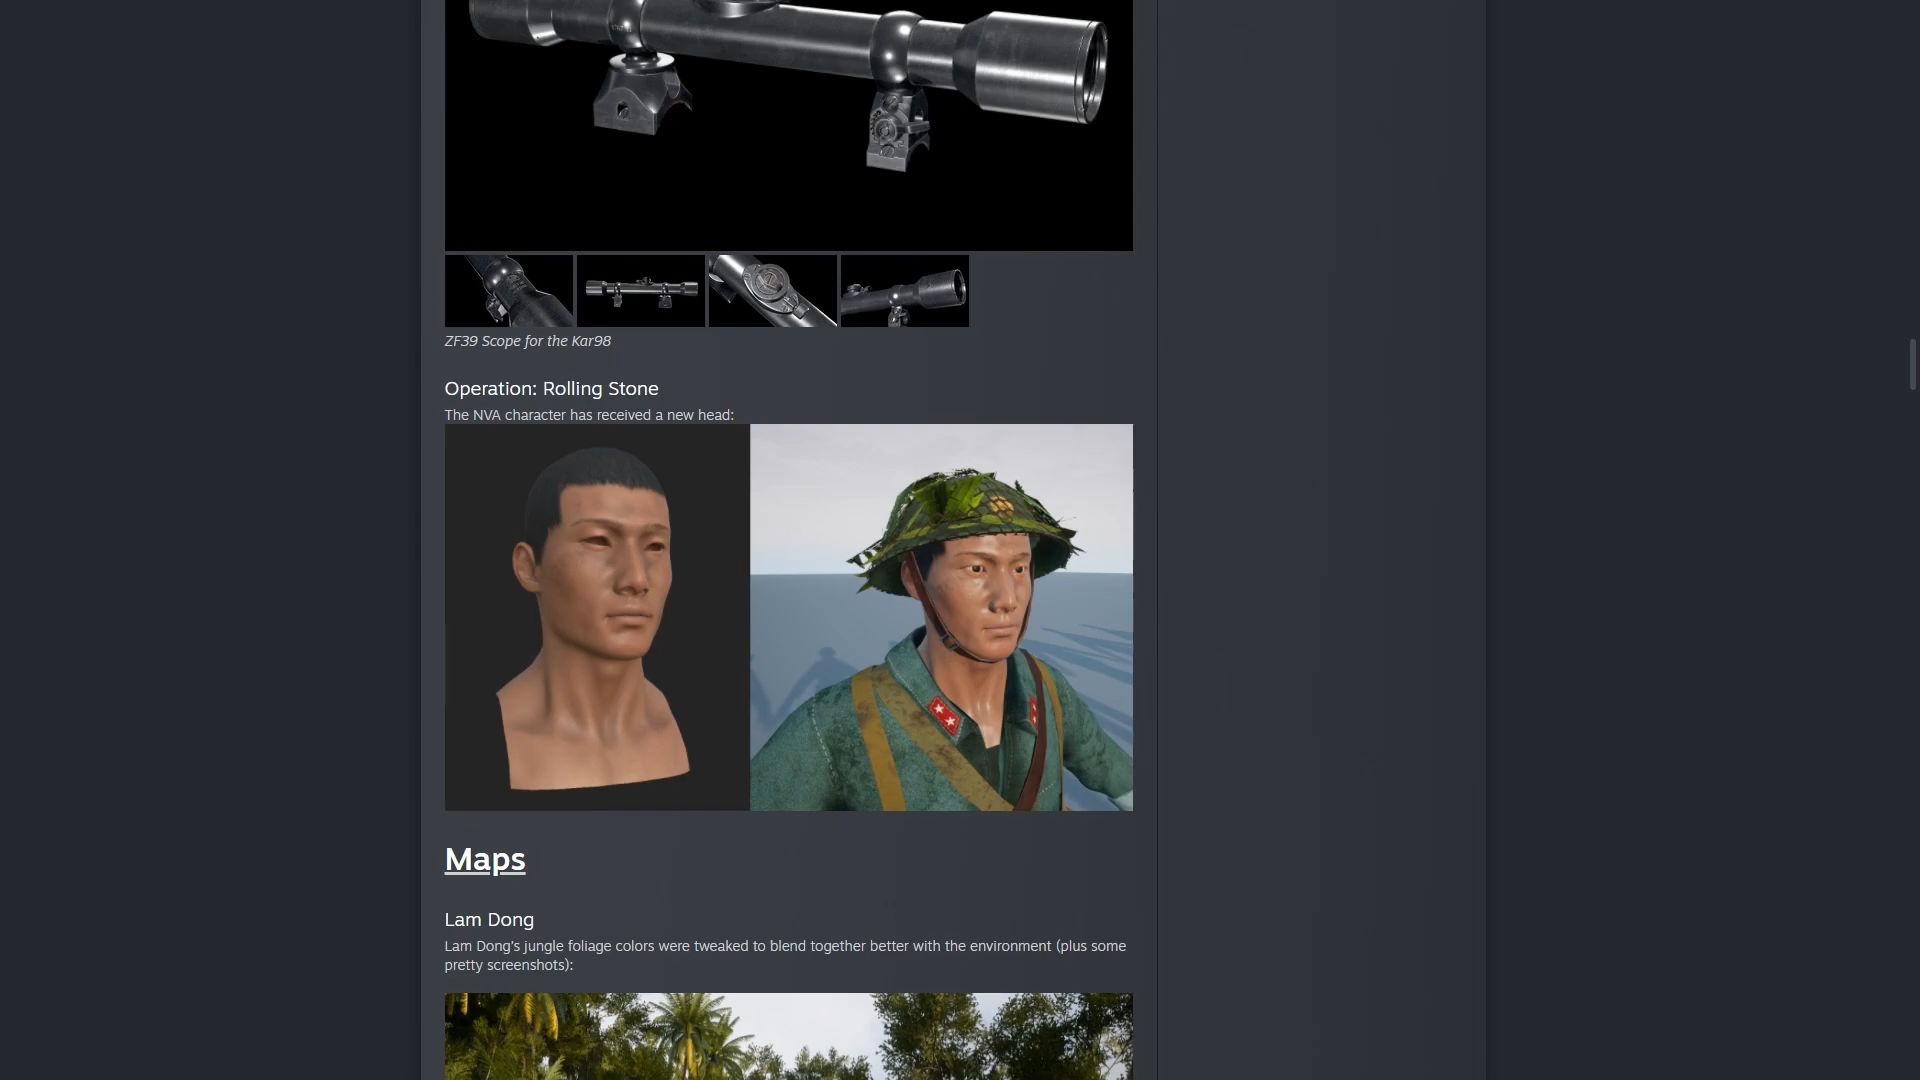 ZF39 Scope for the Kar98
Operation: Rolling Stone
The NVA character has received a new head:
Maps
Lam Dong
Lam Dong's jungle foliage colors were tweaked to blend together better with the environment (plus some
pretty screenshots):